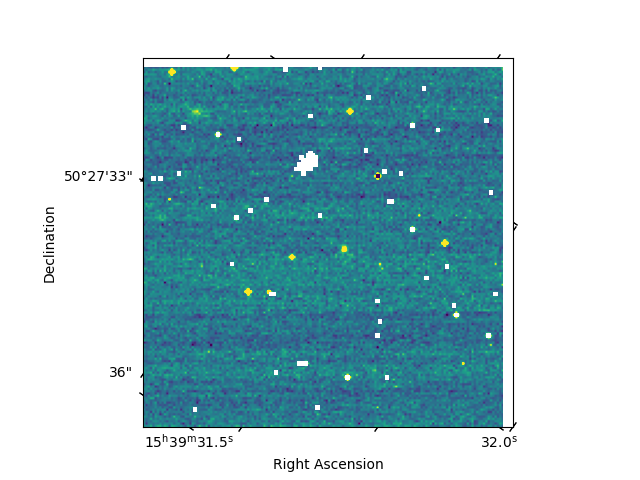 50°27'33"
Declination
36"
15ʰ39ᵐ31.5ˢ
32.0ˢ
Right Ascension